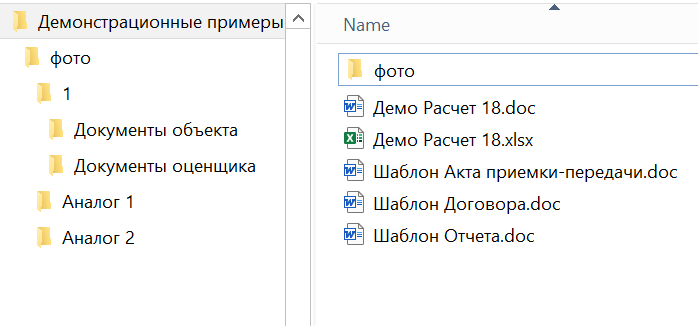 Демонстрационные примеры
фото
1
Документы объекта
Документы оценщика
Аналог 1
Аналог 2
Name
фото
Демо Расчет 18.doc
Демо Расчет 18.xlsx
Шаблон Акта приемки-передачи.doc
Шаблон Договора.doc
Шаблон Отчета.doc